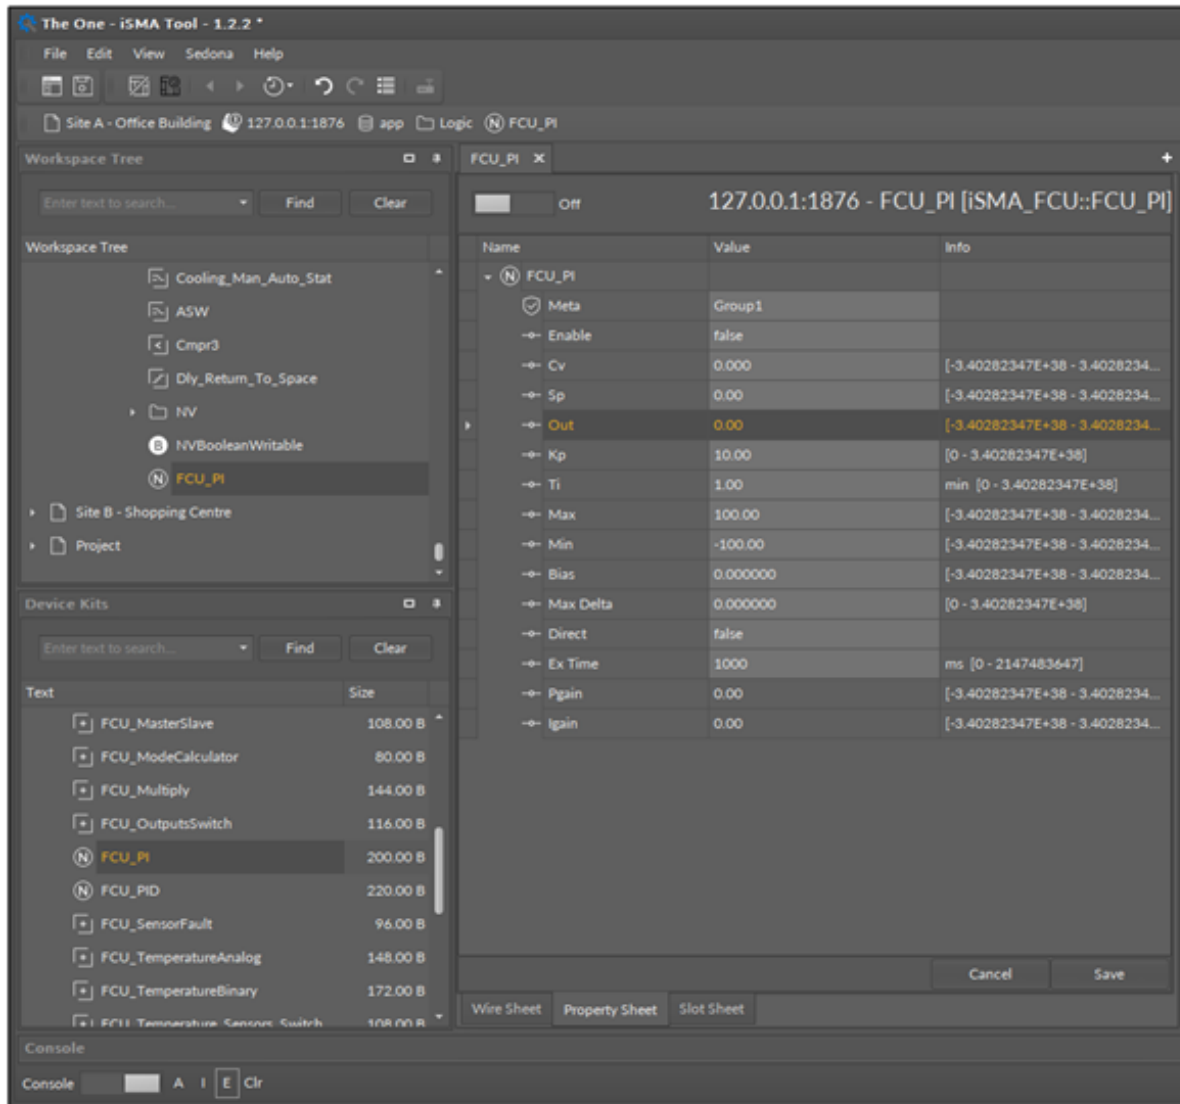 The One - iSMA Tool - 1.2.2 *
File Edit View Sedona Help
Site A - Office Building 127.0.0.1:1876 app Logic N FCU_PI
Workspace Tree
Enter text to search... Find Clear
Workspace Tree
Cooling_Man_Auto_Stat
ASW
Cmpr3
Dly_Return_To_Space
NV
B NVBooleanWritable
N FCU_PI
Site B - Shopping Centre
Project
Device Kits
Enter text to search... Find Clear
Text Size
FCU_MasterSlave 108.00 B
FCU_ModeCalculator 80.00 B
FCU_Multiply 144.00 B
FCU_OutputsSwitch 116.00 B
N FCU_PI 200.00 B
N FCU_PID 220.00 B
FCU_SensorFault 96.00 B
FCU_TemperatureAnalog 148.00 B
FCU_TemperatureBinary 172.00 B
FCU_Temperature_Sensors_Switch 108.00 B
FCU_PI
Off 127.0.0.1:1876 - FCU_PI [iSMA_FCU::FCU_PI]
Name Value Info
N FCU_PI
Meta Group1
Enable false
Cv 0.000 [-3.40282347E+38 - 3.4028234...
Sp 0.00 [-3.40282347E+38 - 3.4028234...
Out 0.00 [-3.40282347E+38 - 3.4028234...
Kp 10.00 [0 - 3.40282347E+38]
Ti 1.00 min [0 - 3.40282347E+38]
Max 100.00 [-3.40282347E+38 - 3.4028234...
Min -100.00 [-3.40282347E+38 - 3.4028234...
Bias 0.000000 [-3.40282347E+38 - 3.4028234...
Max Delta 0.000000 [0 - 3.40282347E+38]
Direct false
Ex Time 1000 ms [0 - 2147483647]
Pgain 0.00 [-3.40282347E+38 - 3.4028234...
Igain 0.00 [-3.40282347E+38 - 3.4028234...
Cancel Save
Wire Sheet Property Sheet Slot Sheet
Console
Console A I E Clr